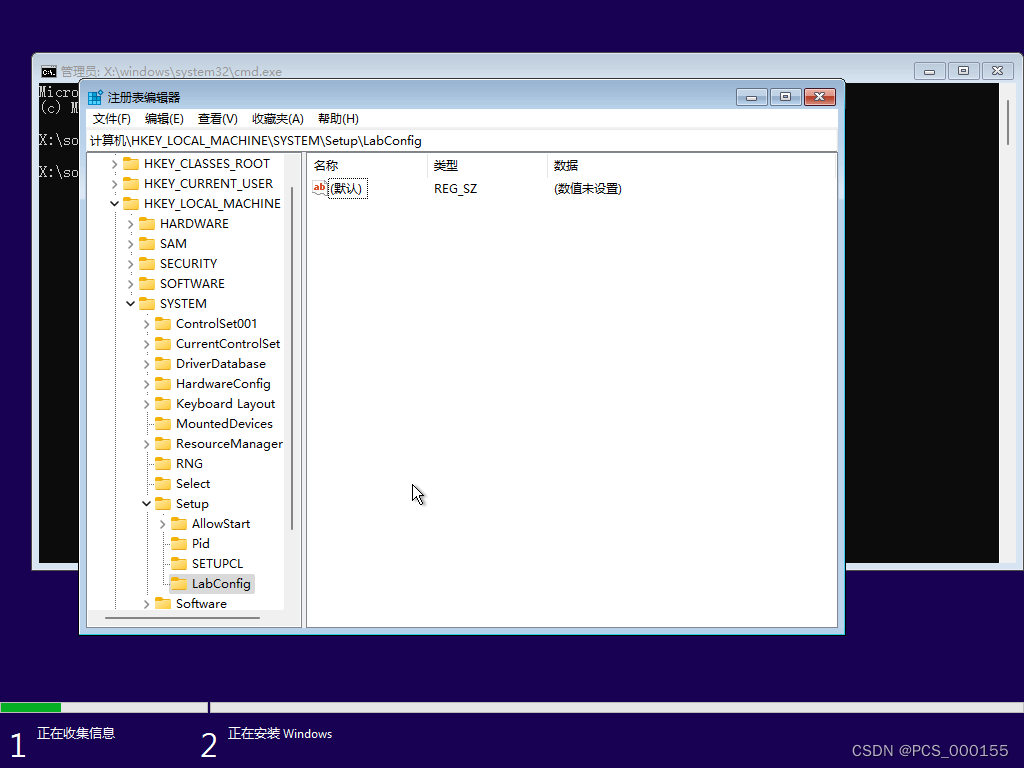 管理员: X:\windows\system32\cmd.exe
Micro
(c) M
X:\so
X:\so
注册表编辑器
文件(F) 编辑(E) 查看(V) 收藏夹(A) 帮助(H)
计算机\HKEY_LOCAL_MACHINE\SYSTEM\Setup\LabConfig
HKEY_CLASSES_ROOT
HKEY_CURRENT_USER
HKEY_LOCAL_MACHINE
HARDWARE
SAM
SECURITY
SOFTWARE
SYSTEM
ControlSet001
CurrentControlSet
DriverDatabase
HardwareConfig
Keyboard Layout
MountedDevices
ResourceManager
RNG
Select
Setup
AllowStart
Pid
SETUPCL
LabConfig
Software
名称 类型 数据
ab (默认) REG_SZ (数值未设置)
1 正在收集信息
2 正在安装 Windows
CSDN @PCS_000155